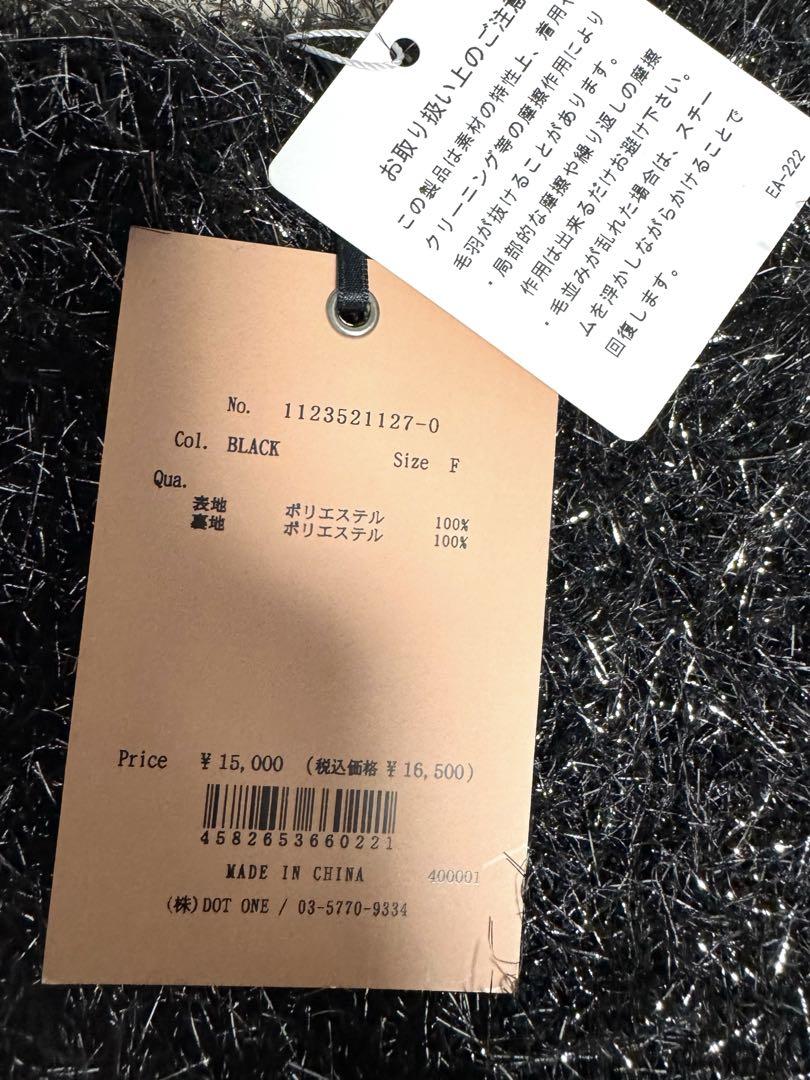 お取り扱い上のご注意
この製品は素材の特性上、着用や
クリーニング等の摩擦作用により
毛羽が抜けることがあります。
・局部的な摩擦や繰り返しの摩擦
作用は出来るだけお避け下さい。
・毛並みが乱れた場合は、スチー
ムを浮かしながらかけることで
回復します。
EA-222
No. 1123521127-0
Col. BLACK Size F
Qua.
表地 ポリエステル 100%
裏地 ポリエステル 100%
Price ¥15,000 (税込価格 ¥16,500)
4582653660221
MADE IN CHINA 400001
(株)DOT ONE / 03-5770-9334